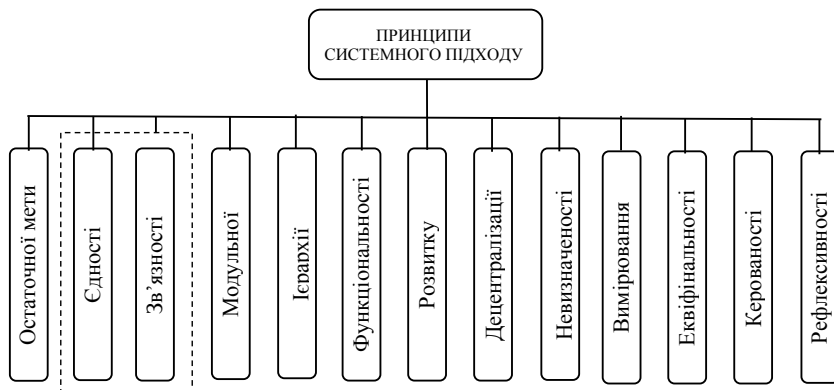 ПРИНЦИПИ
СИСТЕМНОГО ПІДХОДУ
Остаточної мети
Єдності
Зв’язності
Модульної
Ієрархії
Функціональності
Розвитку
Децентралізації
Невизначеності
Вимірювання
Еквіфінальності
Керованості
Рефлексивності